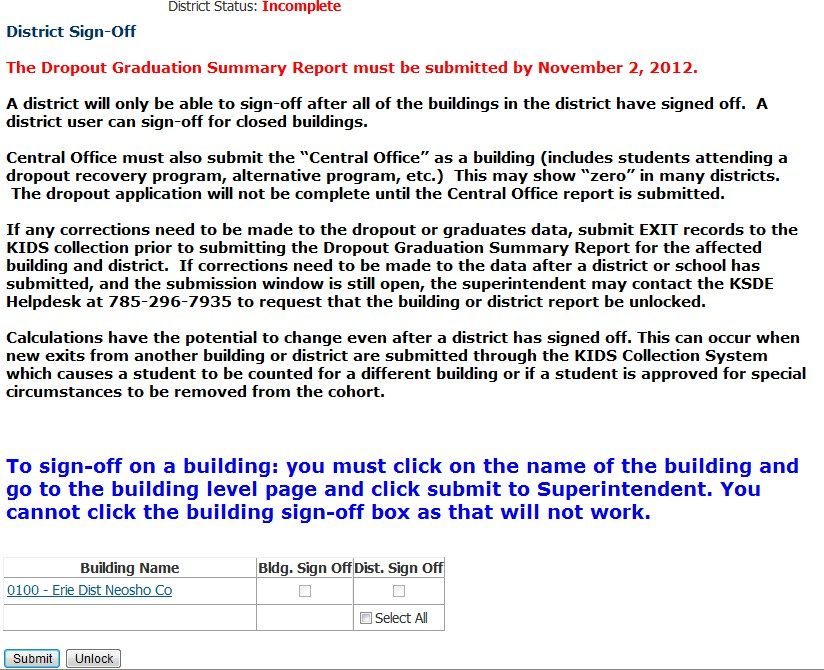 District Status: Incomplete
District Sign-Off
The Dropout Graduation Summary Report must be submitted by November 2, 2012.
A district will only be able to sign-off after all of the buildings in the district have signed off.  A
district user can sign-off for closed buildings.
Central Office must also submit the “Central Office” as a building (includes students attending a
dropout recovery program, alternative program, etc.)  This may show “zero” in many districts.
The dropout application will not be complete until the Central Office report is submitted.
If any corrections need to be made to the dropout or graduates data, submit EXIT records to the
KIDS collection prior to submitting the Dropout Graduation Summary Report for the affected
building and district.  If corrections need to be made to the data after a district or school has
submitted, and the submission window is still open, the superintendent may contact the KSDE
Helpdesk at 785-296-7935 to request that the building or district report be unlocked.
Calculations have the potential to change even after a district has signed off. This can occur when
new exits from another building or district are submitted through the KIDS Collection System
which causes a student to be counted for a different building or if a student is approved for special
circumstances to be removed from the cohort.
To sign-off on a building: you must click on the name of the building and
go to the building level page and click submit to Superintendent. You
cannot click the building sign-off box as that will not work.
Building Name Bldg. Sign Off Dist. Sign Off
0100 - Erie Dist Neosho Co
Select All
Submit Unlock